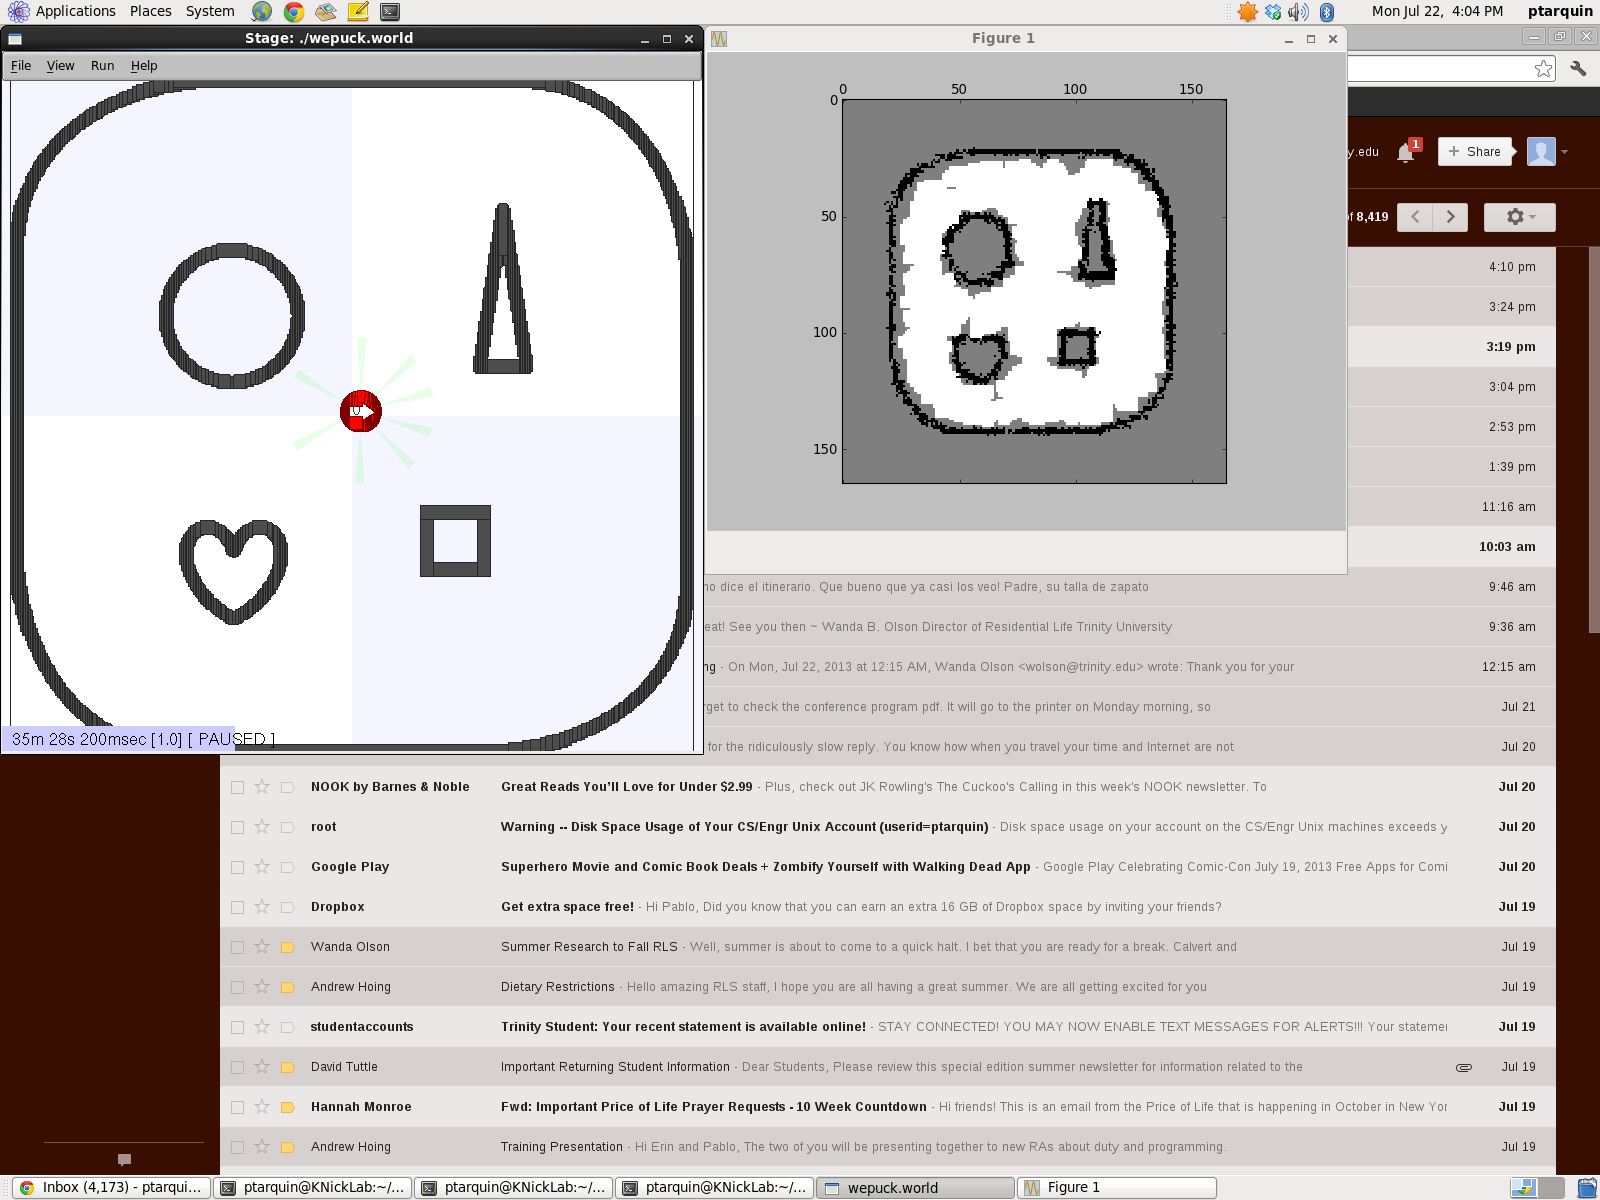 Applications Places System
Mon Jul 22, 4:04 PM ptarquin
Stage: ./wepuck.world
File View Run Help
35m 28s 200msec [1.0] [ PAUSED ]
Figure 1
0 50 100 150
0
50
100
150
y.edu
1
+ Share
of 8,419
4:10 pm
3:24 pm
3:19 pm
3:04 pm
2:53 pm
1:39 pm
11:16 am
10:03 am
no dice el itinerario. Que bueno que ya casi los veo! Padre, su talla de zapato 9:46 am
eat! See you then ~ Wanda B. Olson Director of Residential Life Trinity University 9:36 am
ng - On Mon, Jul 22, 2013 at 12:15 AM, Wanda Olson <wolson@trinity.edu> wrote: Thank you for your 12:15 am
rget to check the conference program pdf. It will go to the printer on Monday morning, so Jul 21
for the ridiculously slow reply. You know how when you travel your time and Internet are not Jul 20
NOOK by Barnes & Noble Great Reads You'll Love for Under $2.99 - Plus, check out JK Rowling's The Cuckoo's Calling in this week's NOOK newsletter. To Jul 20
root Warning -- Disk Space Usage of Your CS/Engr Unix Account (userid=ptarquin) - Disk space usage on your account on the CS/Engr Unix machines exceeds y Jul 20
Google Play Superhero Movie and Comic Book Deals + Zombify Yourself with Walking Dead App - Google Play Celebrating Comic-Con July 19, 2013 Free Apps for Comi Jul 20
Dropbox Get extra space free! - Hi Pablo, Did you know that you can earn an extra 16 GB of Dropbox space by inviting your friends? Jul 19
Wanda Olson Summer Research to Fall RLS - Well, summer is about to come to a quick halt. I bet that you are ready for a break. Calvert and Jul 19
Andrew Hoing Dietary Restrictions - Hello amazing RLS staff, I hope you are all having a great summer. We are all getting excited for you Jul 19
studentaccounts Trinity Student: Your recent statement is available online! - STAY CONNECTED! YOU MAY NOW ENABLE TEXT MESSAGES FOR ALERTS!!! Your statemer Jul 19
David Tuttle Important Returning Student Information - Dear Students, Please review this special edition summer newsletter for information related to the Jul 19
Hannah Monroe Fwd: Important Price of Life Prayer Requests - 10 Week Countdown - Hi friends! This is an email from the Price of Life that is happening in October in New Yor Jul 19
Andrew Hoing Training Presentation - Hi Erin and Pablo, The two of you will be presenting together to new RAs about duty and programming. Jul 19
Inbox (4,173) - ptarqui... ptarquin@KNickLab:~/... ptarquin@KNickLab:~/... ptarquin@KNickLab:~/... wepuck.world Figure 1